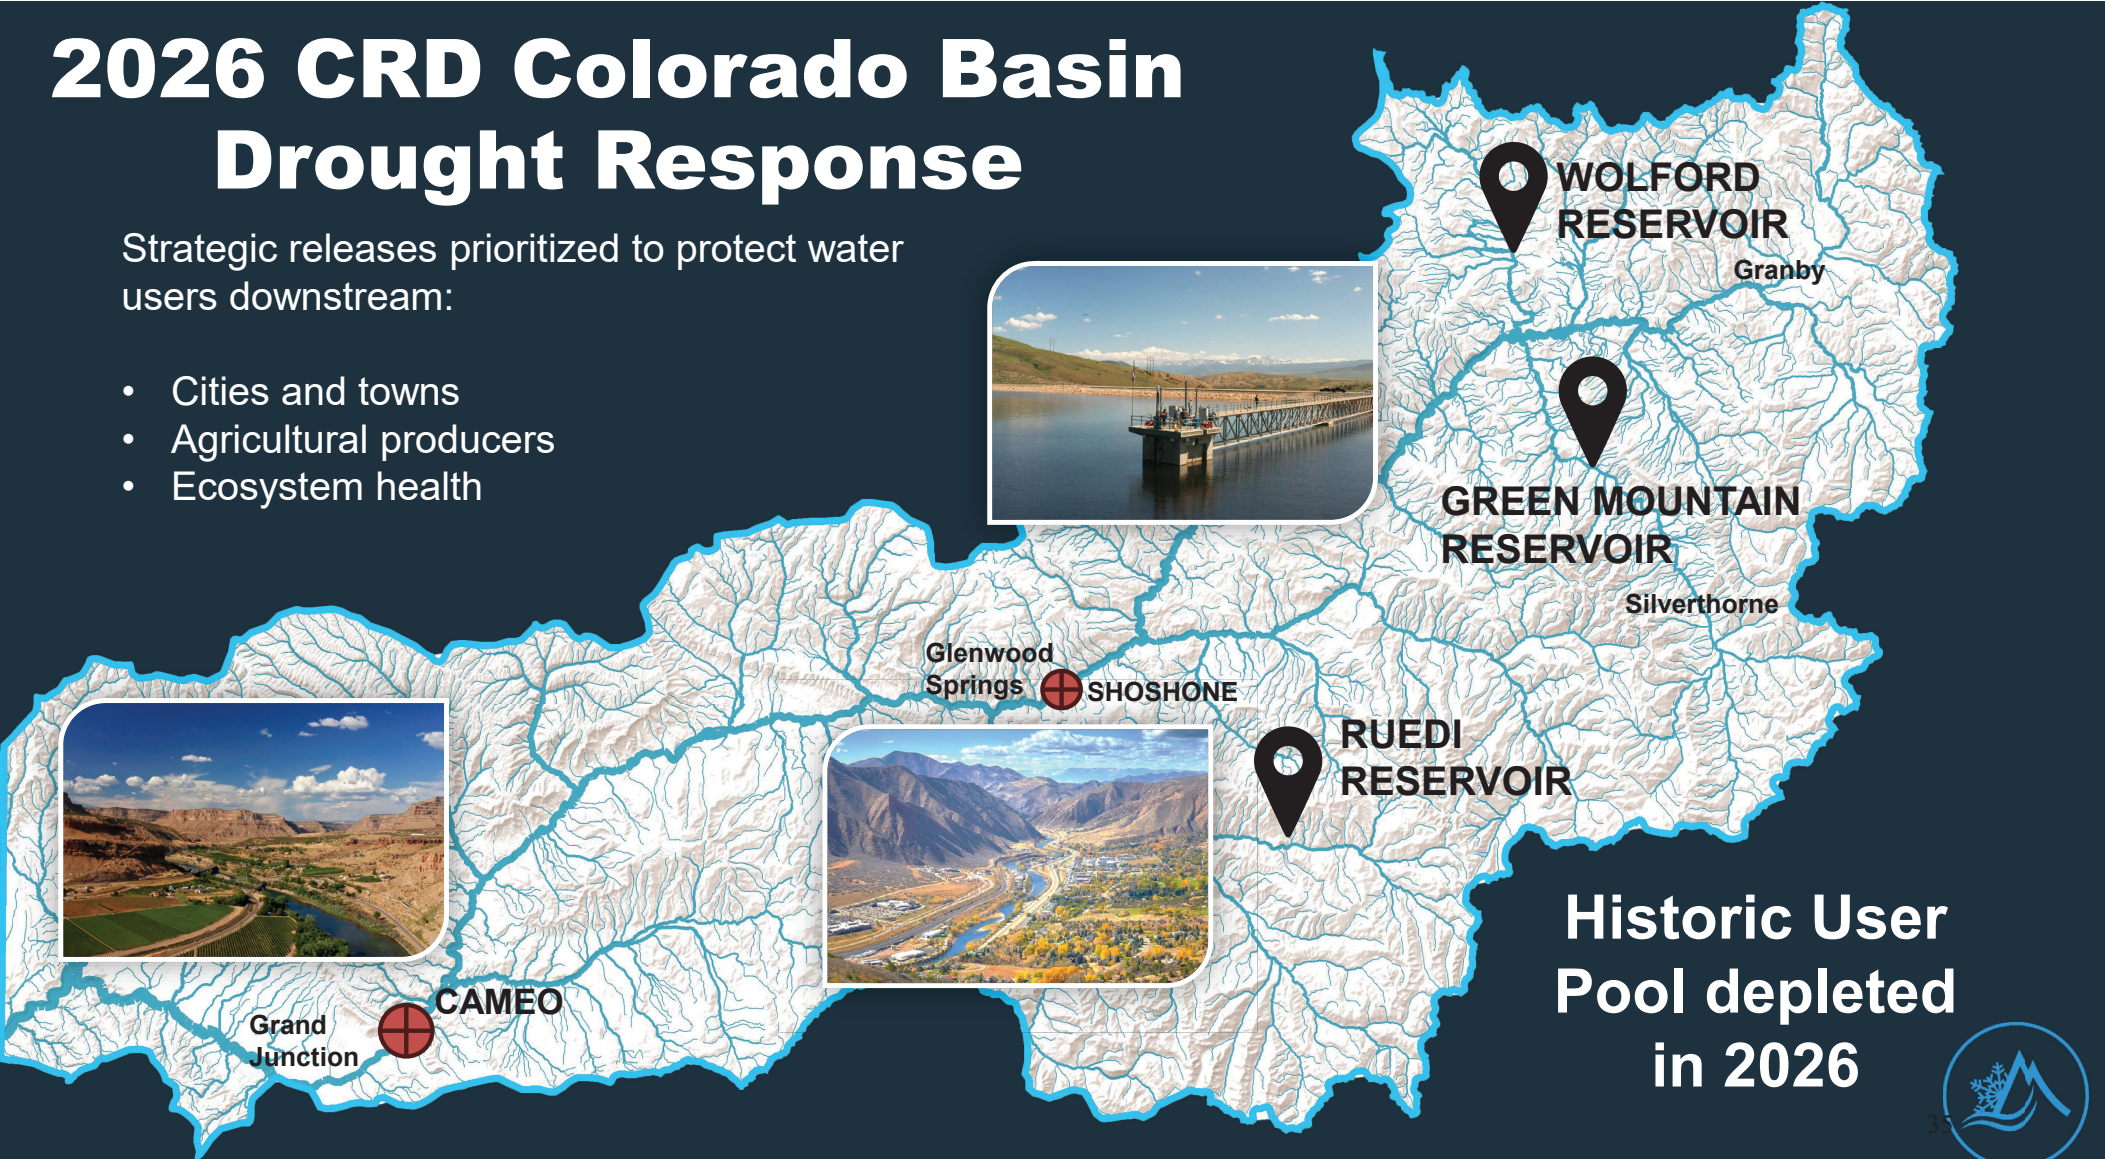 2026 CRD Colorado Basin
Drought Response
Strategic releases prioritized to protect water
users downstream:
• Cities and towns
• Agricultural producers
• Ecosystem health
WOLFORD
RESERVOIR
Granby
GREEN MOUNTAIN
RESERVOIR
Silverthorne
Glenwood
Springs
SHOSHONE
RUEDI
RESERVOIR
CAMEO
Grand
Junction
Historic User
Pool depleted
in 2026
35